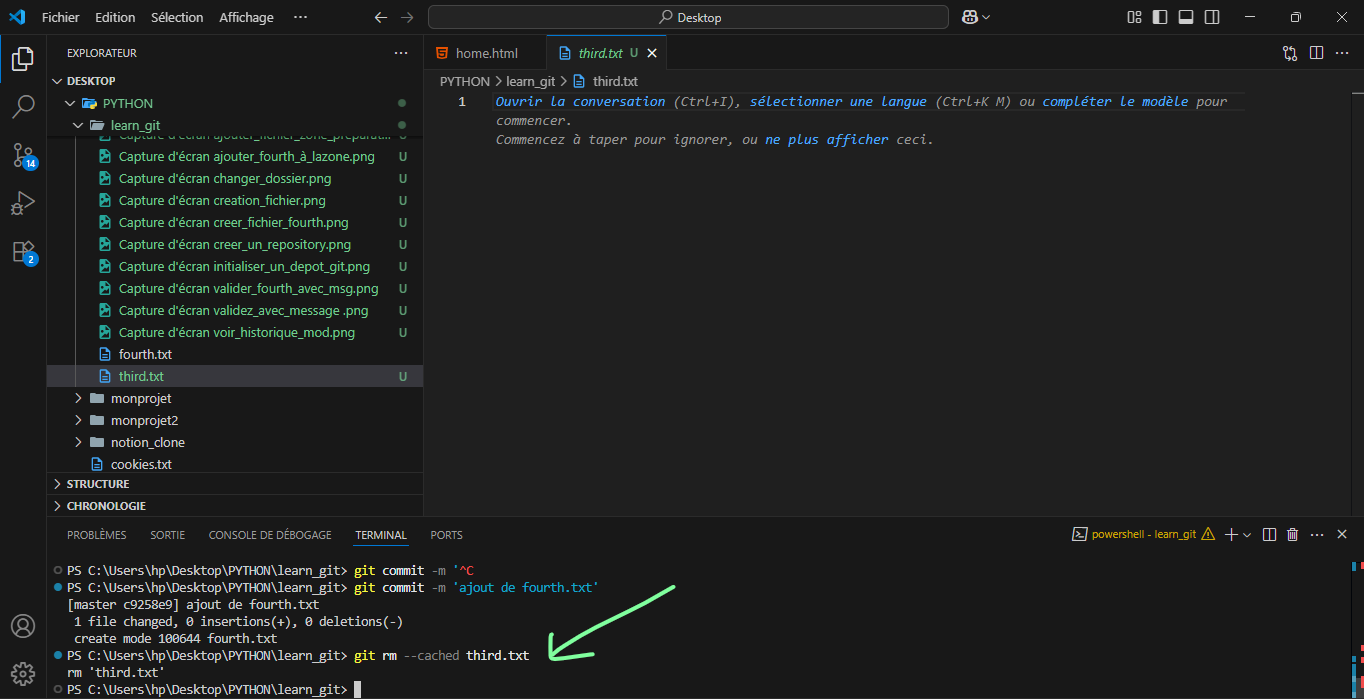 Fichier Edition Sélection Affichage ··· Desktop
EXPLORATEUR ···
home.html
third.txt U
DESKTOP
PYTHON > learn_git > third.txt
PYTHON
learn_git
1 Ouvrir la conversation (Ctrl+I), sélectionner une langue (Ctrl+K M) ou compléter le modèle pour
commencer.
Commencez à taper pour ignorer, ou ne plus afficher ceci.
Capture d'écran ajouter_fichier_zone_préparat... U
Capture d'écran ajouter_fourth_à_lazone.png U
Capture d'écran changer_dossier.png U
Capture d'écran creation_fichier.png U
Capture d'écran creer_fichier_fourth.png U
Capture d'écran creer_un_repository.png U
Capture d'écran initialiser_un_depot_git.png U
Capture d'écran valider_fourth_avec_msg.png U
Capture d'écran validez_avec_message .png U
Capture d'écran voir_historique_mod.png U
fourth.txt
third.txt U
monprojet
monprojet2
notion_clone
cookies.txt
STRUCTURE
CHRONOLOGIE
14
2
PROBLÈMES SORTIE CONSOLE DE DÉBOGAGE TERMINAL PORTS
powershell - learn_git
PS C:\Users\hp\Desktop\PYTHON\learn_git> git commit -m '^C
PS C:\Users\hp\Desktop\PYTHON\learn_git> git commit -m 'ajout de fourth.txt'
[master c9258e9] ajout de fourth.txt
1 file changed, 0 insertions(+), 0 deletions(-)
create mode 100644 fourth.txt
PS C:\Users\hp\Desktop\PYTHON\learn_git> git rm --cached third.txt
rm 'third.txt'
PS C:\Users\hp\Desktop\PYTHON\learn_git>